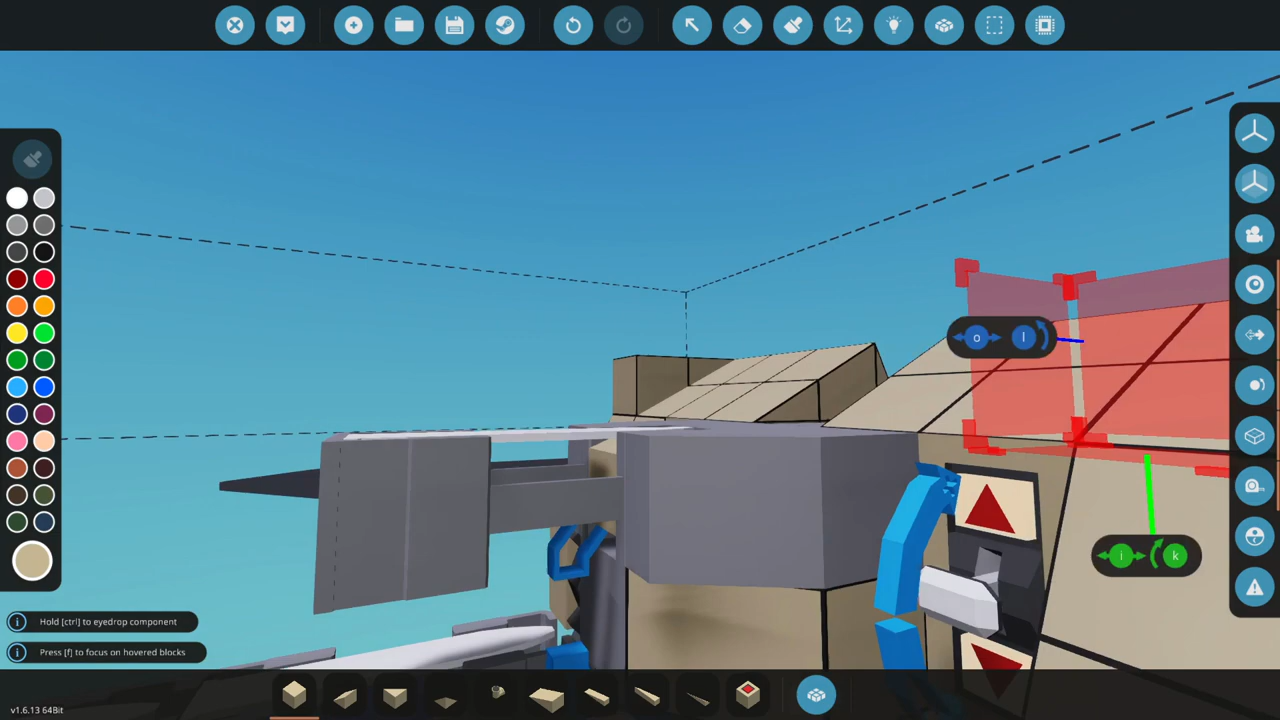 o l
i k
Hold [ctrl] to eyedrop component
Press [f] to focus on hovered blocks
v1.6.13 64Bit